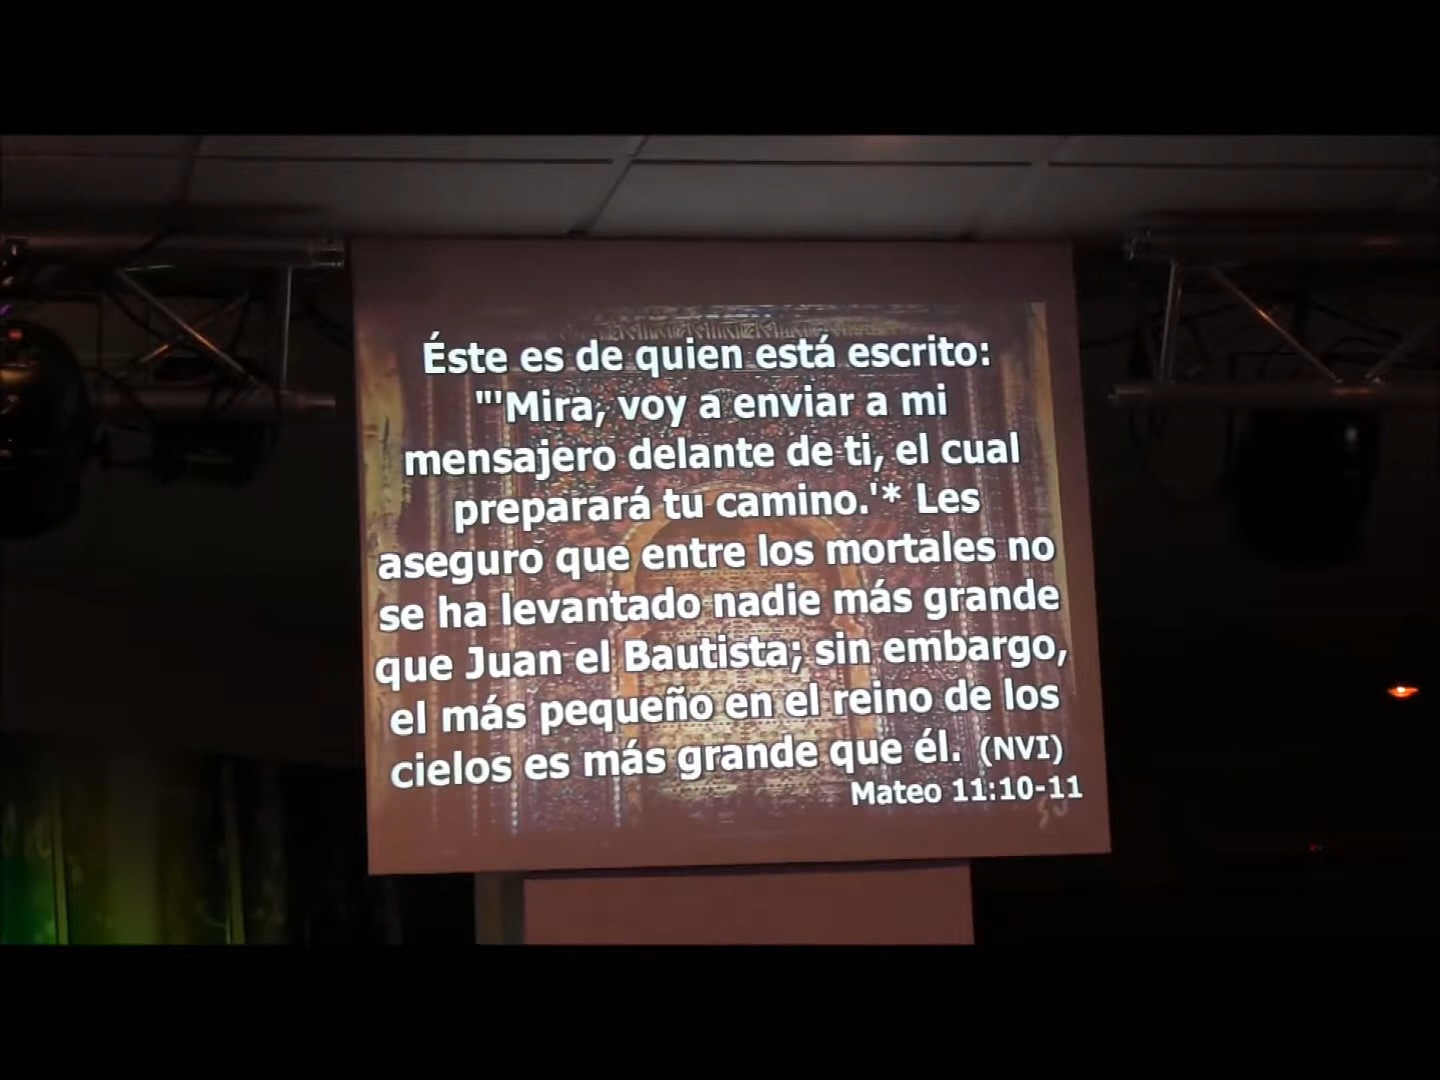 Éste es de quien está escrito:
"'Mira, voy a enviar a mi
mensajero delante de ti, el cual
preparará tu camino.'* Les
aseguro que entre los mortales no
se ha levantado nadie más grande
que Juan el Bautista; sin embargo,
el más pequeño en el reino de los
cielos es más grande que él. (NVI)
Mateo 11:10-11